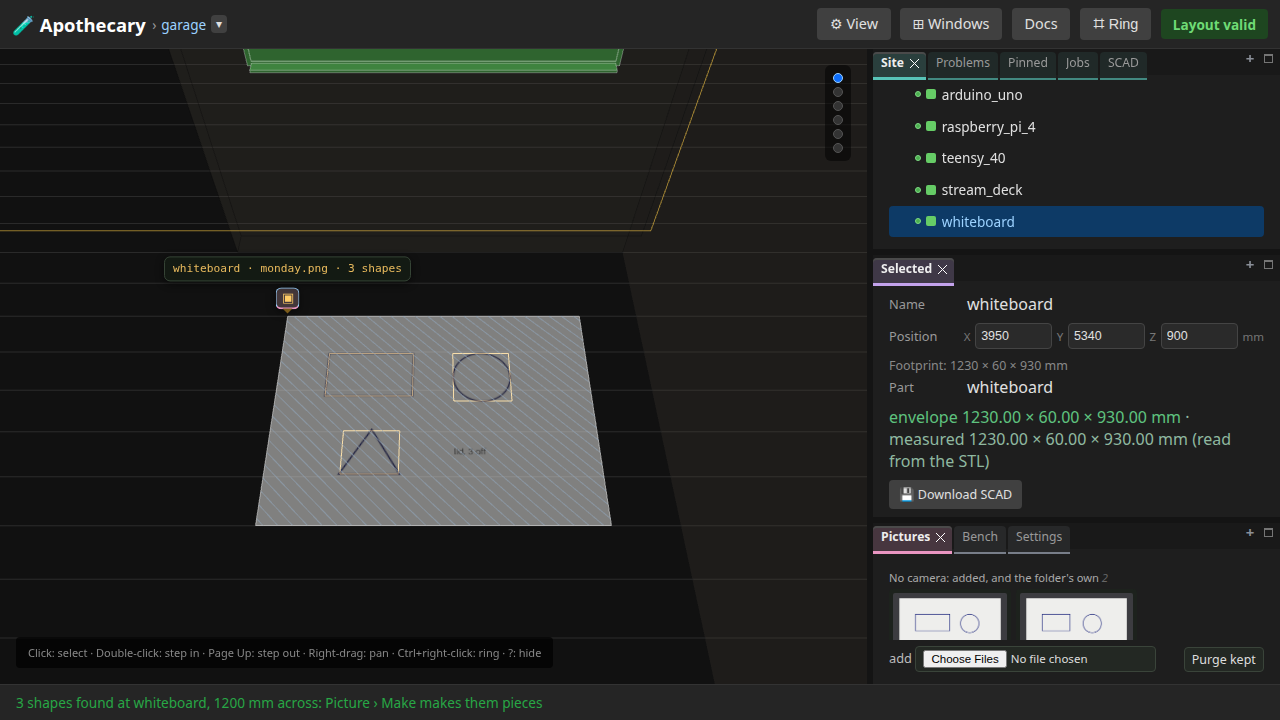 Apothecary › garage ▾
⚙ View
⊞ Windows
Docs
⌗ Ring
Layout valid
whiteboard · monday.png · 3 shapes
Click: select · Double-click: step in · Page Up: step out · Right-drag: pan · Ctrl+right-click: ring · ?: hide
Site
Problems
Pinned
Jobs
SCAD
arduino_uno
raspberry_pi_4
teensy_40
stream_deck
whiteboard
Selected
Name whiteboard
Position X 3950 Y 5340 Z 900 mm
Footprint: 1230 × 60 × 930 mm
Part whiteboard
envelope 1230.00 × 60.00 × 930.00 mm ·
measured 1230.00 × 60.00 × 930.00 mm (read
from the STL)
💾 Download SCAD
Pictures
Bench
Settings
No camera: added, and the folder's own 2
add Choose Files No file chosen
Purge kept
3 shapes found at whiteboard, 1200 mm across: Picture › Make makes them pieces